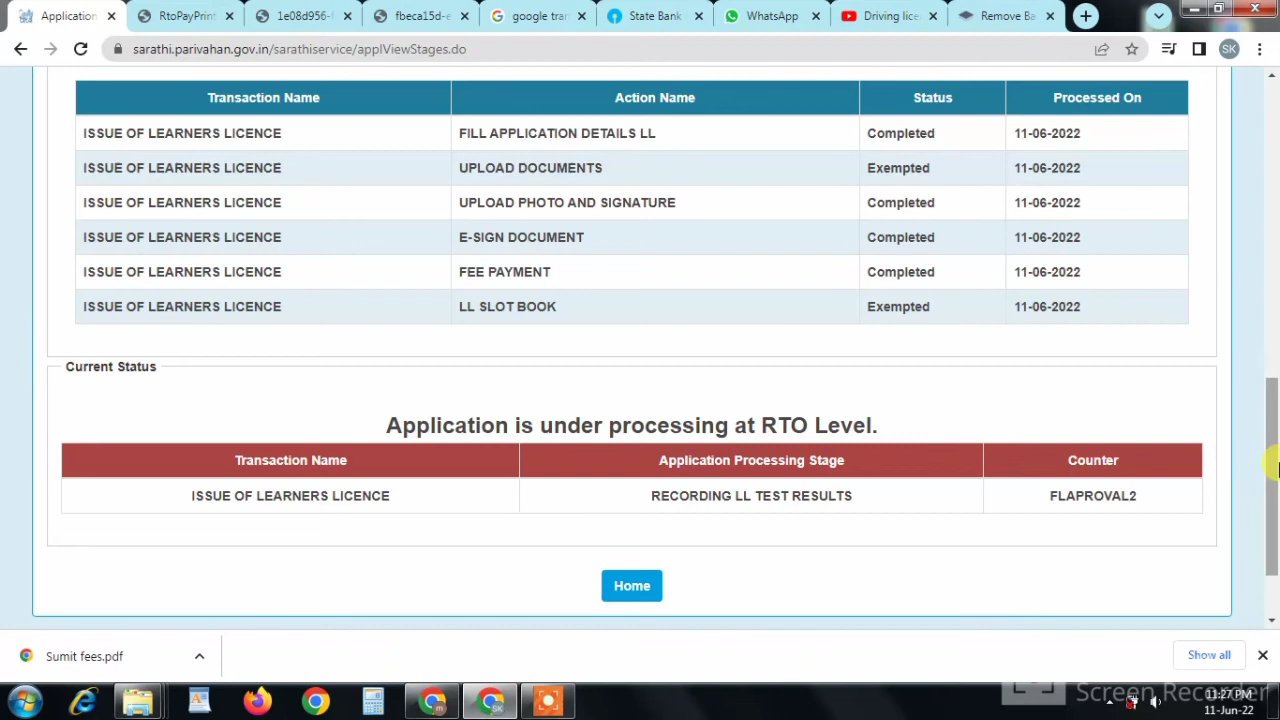 Application
RtoPayPrint
1e08d956-
fbeca15d-e
google tra
State Bank
WhatsApp
Driving lice
Remove Ba
sarathi.parivahan.gov.in/sarathiservice/applViewStages.do
SK
Transaction Name Action Name Status Processed On
ISSUE OF LEARNERS LICENCE FILL APPLICATION DETAILS LL Completed 11-06-2022
ISSUE OF LEARNERS LICENCE UPLOAD DOCUMENTS Exempted 11-06-2022
ISSUE OF LEARNERS LICENCE UPLOAD PHOTO AND SIGNATURE Completed 11-06-2022
ISSUE OF LEARNERS LICENCE E-SIGN DOCUMENT Completed 11-06-2022
ISSUE OF LEARNERS LICENCE FEE PAYMENT Completed 11-06-2022
ISSUE OF LEARNERS LICENCE LL SLOT BOOK Exempted 11-06-2022
Current Status
Application is under processing at RTO Level.
Transaction Name Application Processing Stage Counter
ISSUE OF LEARNERS LICENCE RECORDING LL TEST RESULTS FLAPROVAL2
Home
Sumit fees.pdf
Show all
Screen Recorder
11:27 PM
11-Jun-22